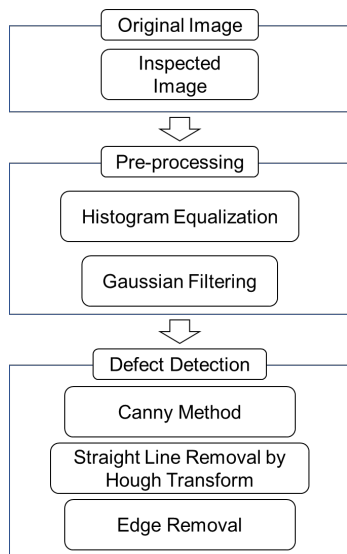 Original Image
Inspected
Image
Pre-processing
Histogram Equalization
Gaussian Filtering
Defect Detection
Canny Method
Straight Line Removal by
Hough Transform
Edge Removal